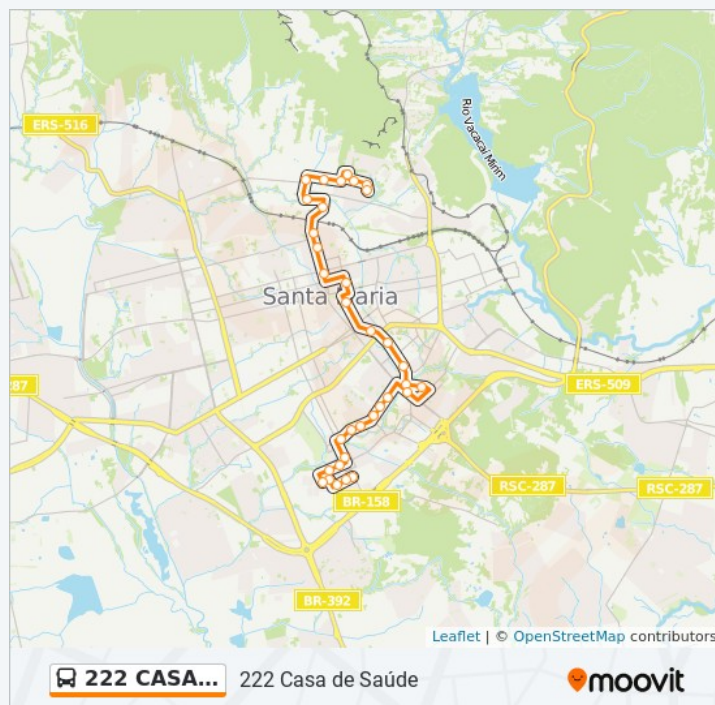 ERS-516
Rio Vacacaí Mirim
Santa Maria
287
ERS-509
RSC-287
RSC-287
BR-158
BR-392
Leaflet | © OpenStreetMap contributors
222 CASA...
222 Casa de Saúde
moovit